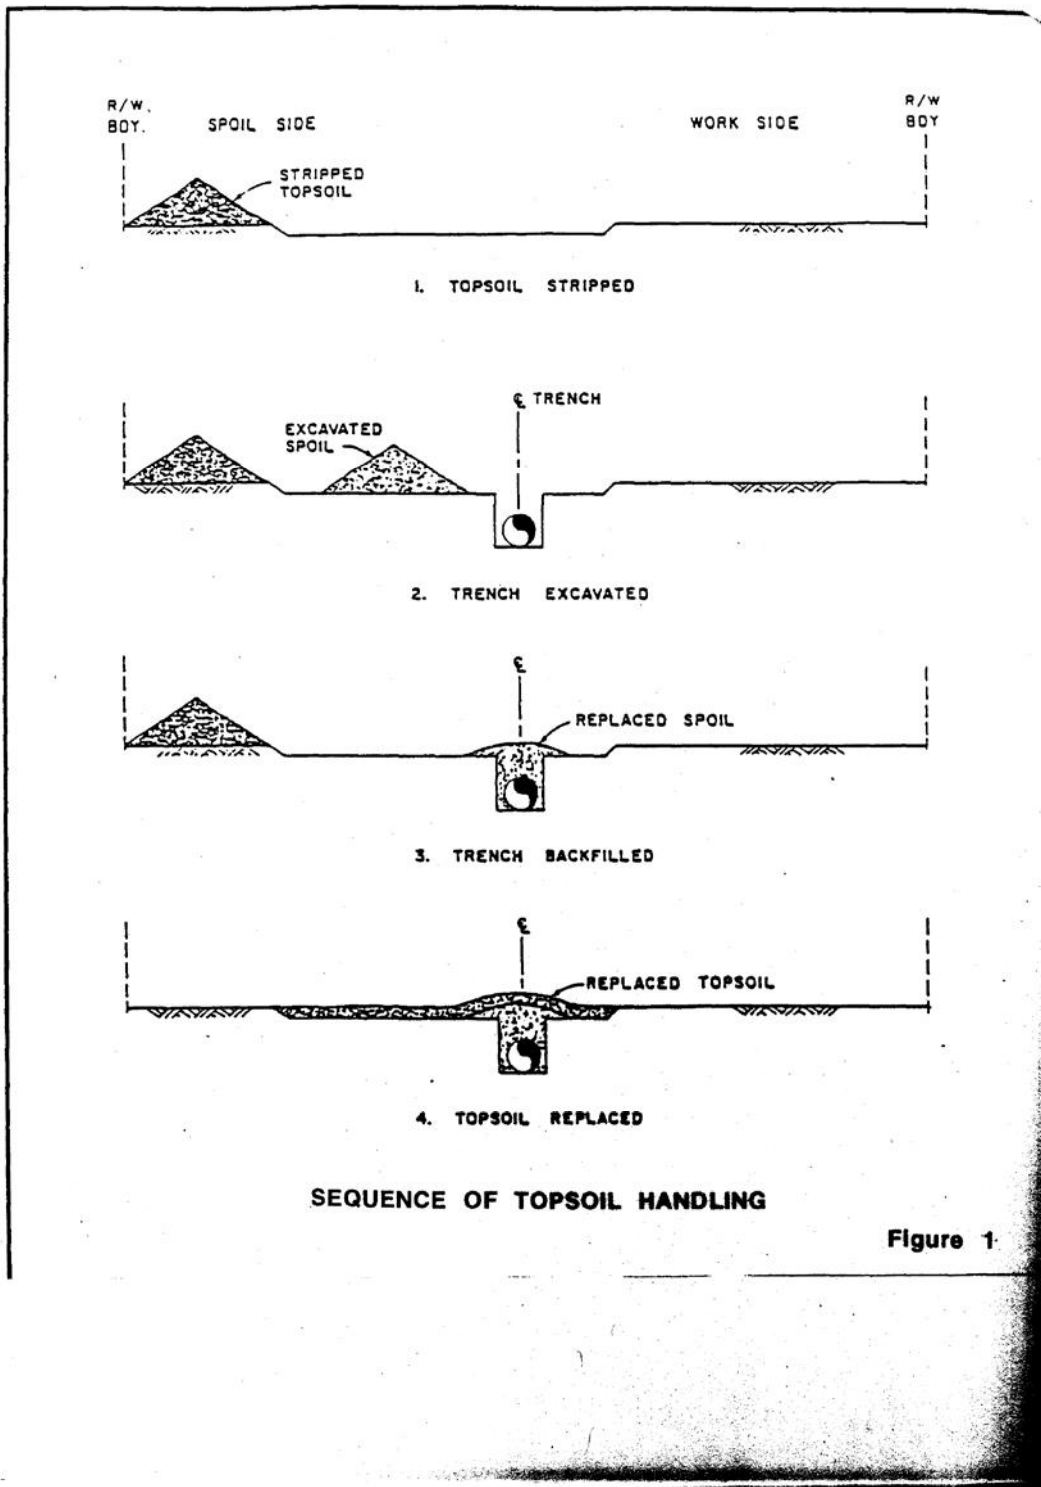 R/W.
BDY.
SPOIL SIDE
WORK SIDE
R/W
BDY
STRIPPED
TOPSOIL
1. TOPSOIL STRIPPED
℄ TRENCH
EXCAVATED
SPOIL
2. TRENCH EXCAVATED
℄
REPLACED SPOIL
3. TRENCH BACKFILLED
℄
REPLACED TOPSOIL
4. TOPSOIL REPLACED
SEQUENCE OF TOPSOIL HANDLING
Figure 1